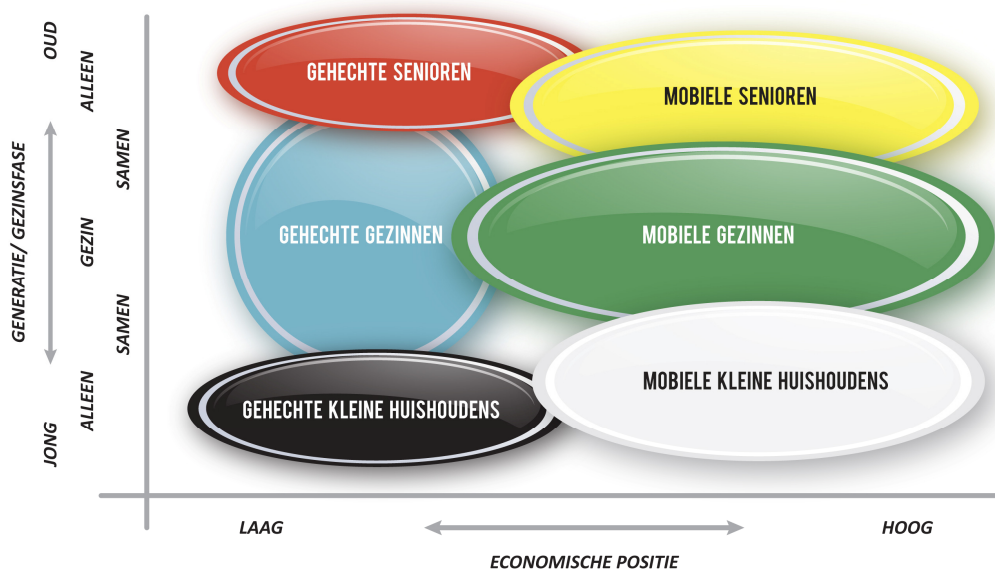 OUD
ALLEEN
SAMEN
GEZIN
SAMEN
ALLEEN
JONG
GENERATIE/ GEZINSFASE
GEHECHTE SENIOREN
MOBIELE SENIOREN
GEHECHTE GEZINNEN
MOBIELE GEZINNEN
GEHECHTE KLEINE HUISHOUDENS
MOBIELE KLEINE HUISHOUDENS
LAAG
HOOG
ECONOMISCHE POSITIE